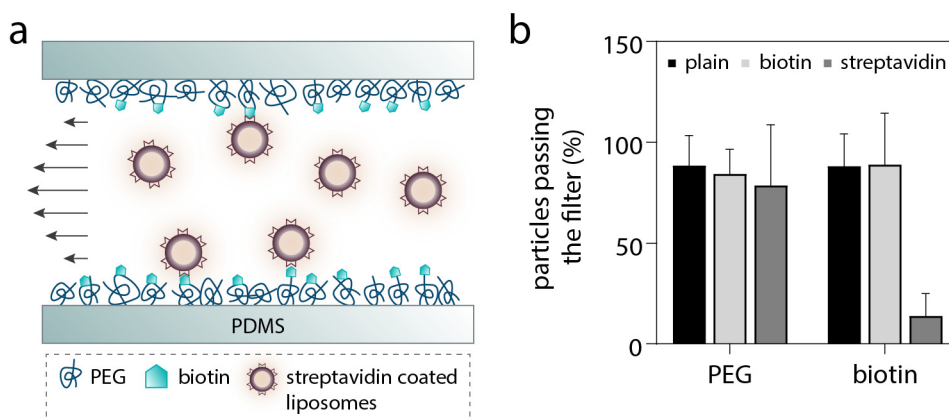 a
PDMS
PEG
biotin
streptavidin coated
liposomes
b
particles passing
the filter (%)
150
100
50
0
plain
biotin
streptavidin
PEG
biotin